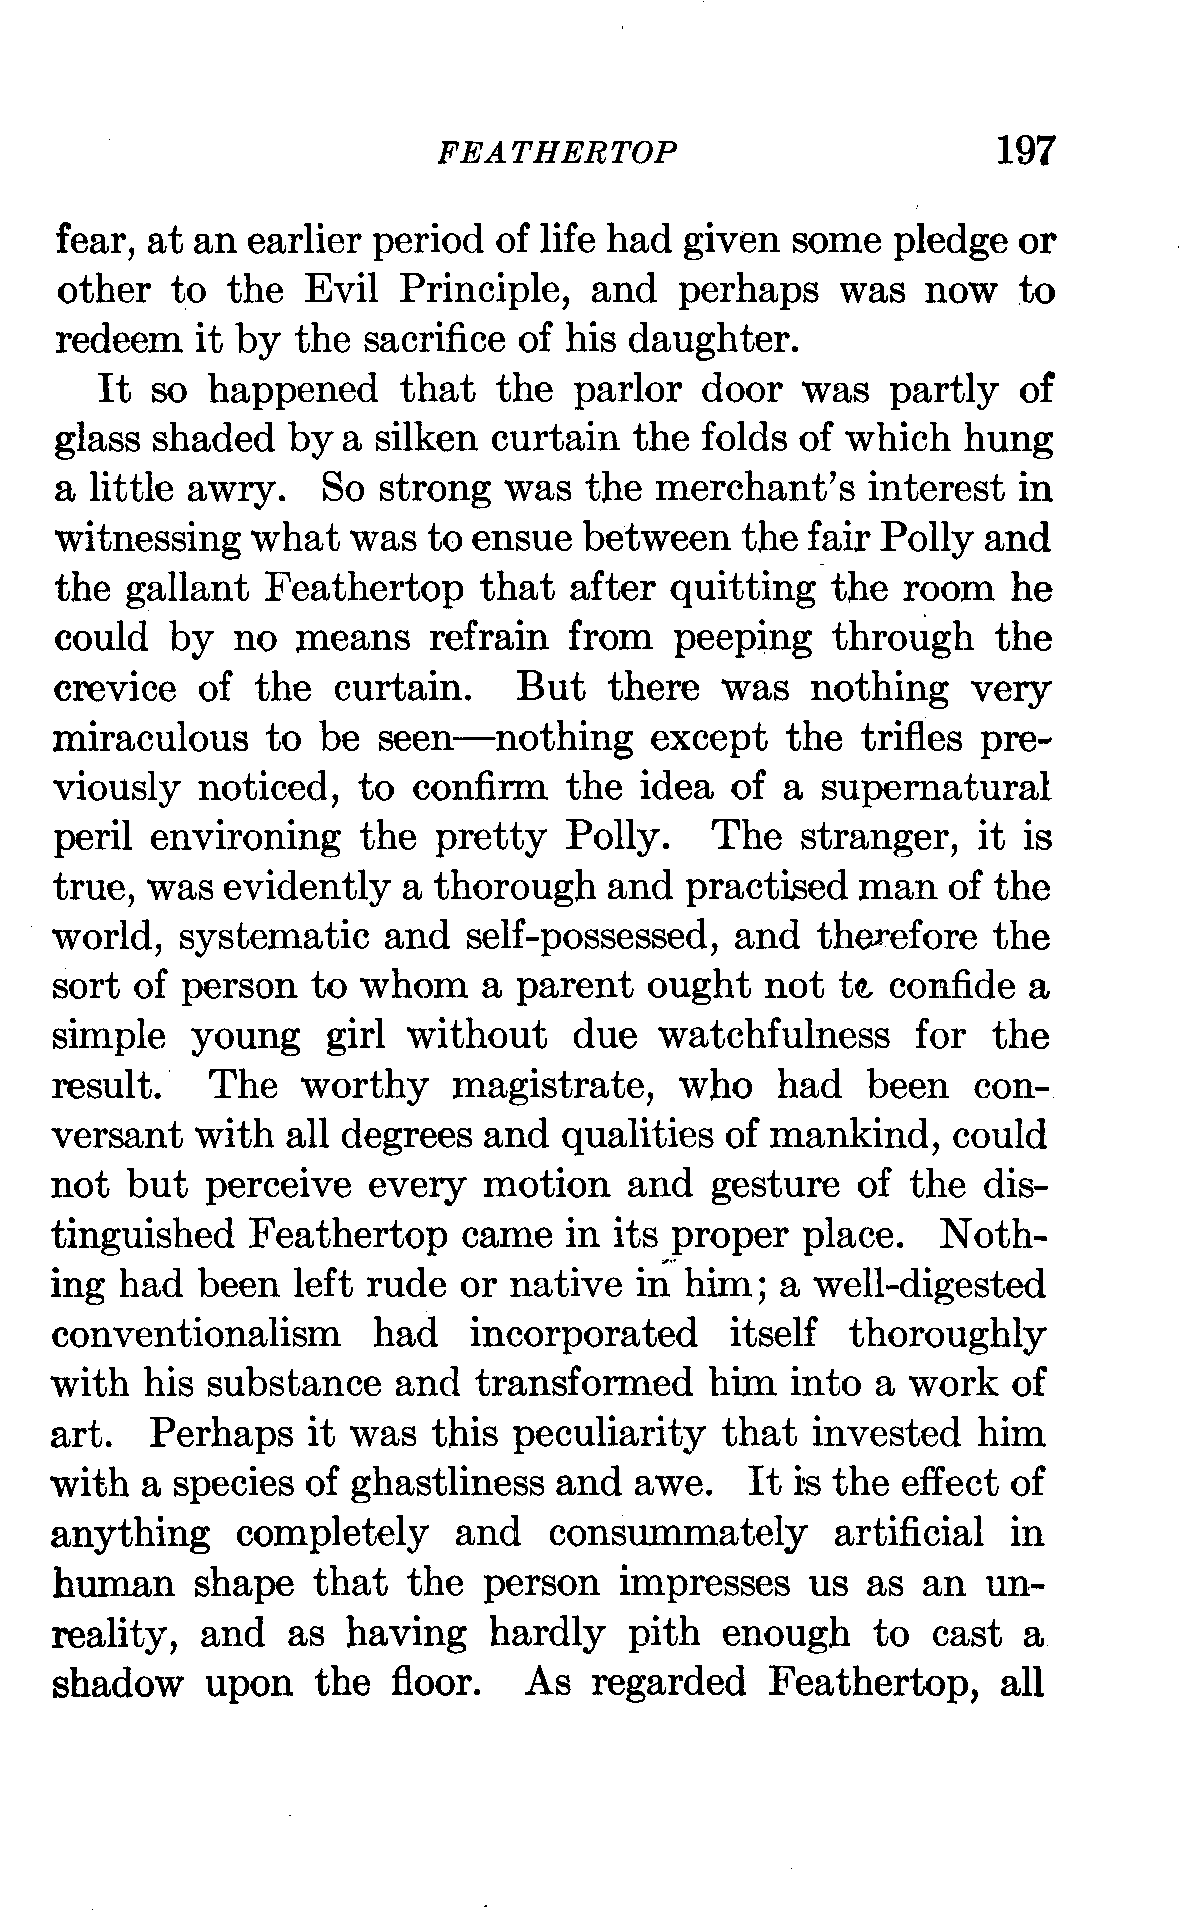 FEATHERTOP 197
fear, at an earlier period of life had given some pledge or
other to the Evil Principle, and perhaps was now to
redeem it by the sacrifice of his daughter.
It so happened that the parlor door was partly of
glass shaded by a silken curtain the folds of which hung
a little awry. So strong was the merchant's interest in
witnessing what was to ensue between the fair Polly and
the gallant Feathertop that after quitting the room he
could by no means refrain from peeping through the
crevice of the curtain. But there was nothing very
miraculous to be seen—nothing except the trifles pre-
viously noticed, to confirm the idea of a supernatural
peril environing the pretty Polly. The stranger, it is
true, was evidently a thorough and practised man of the
world, systematic and self-possessed, and therefore the
sort of person to whom a parent ought not to confide a
simple young girl without due watchfulness for the
result. The worthy magistrate, who had been con-
versant with all degrees and qualities of mankind, could
not but perceive every motion and gesture of the dis-
tinguished Feathertop came in its proper place. Noth-
ing had been left rude or native in him; a well-digested
conventionalism had incorporated itself thoroughly
with his substance and transformed him into a work of
art. Perhaps it was this peculiarity that invested him
with a species of ghastliness and awe. It is the effect of
anything completely and consummately artificial in
human shape that the person impresses us as an un-
reality, and as having hardly pith enough to cast a
shadow upon the floor. As regarded Feathertop, all